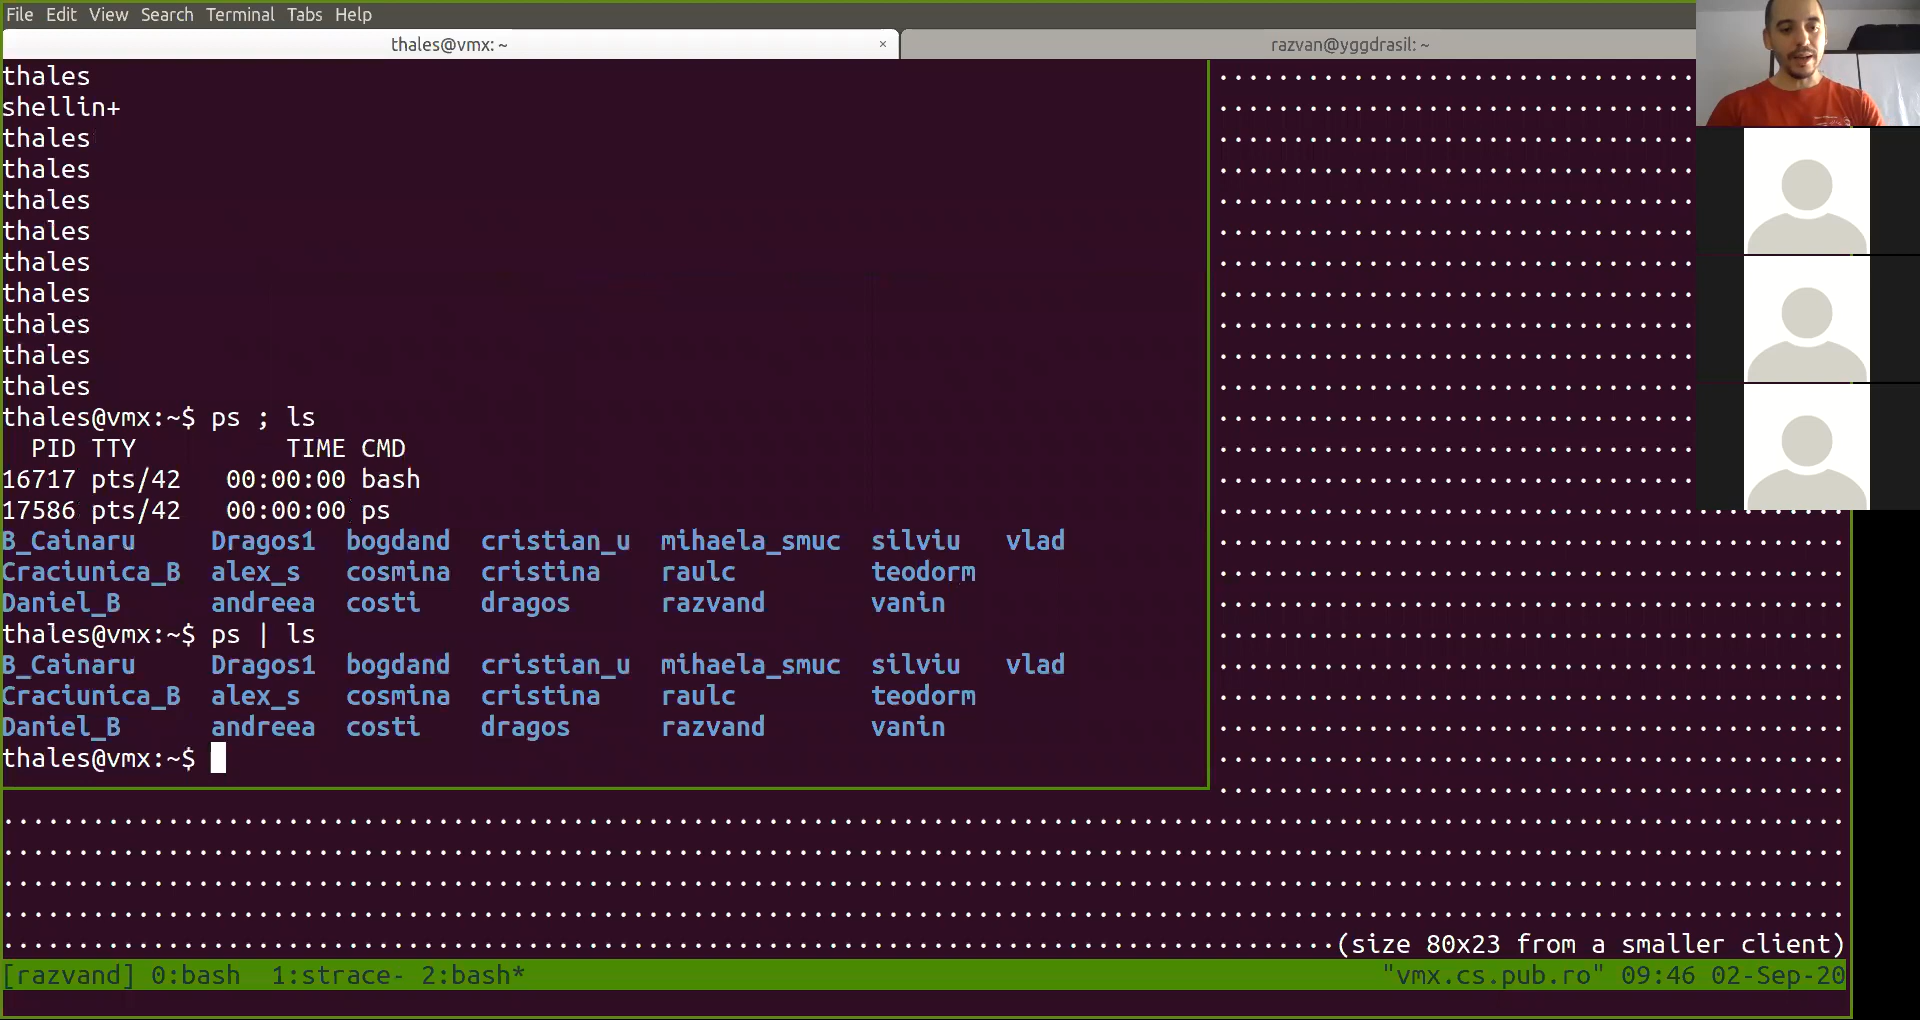 File Edit View Search Terminal Tabs Help
thales@vmx: ~ × razvan@yggdrasil: ~
thales
shellin+
thales
thales
thales
thales
thales
thales
thales
thales
thales
thales@vmx:~$ ps ; ls
  PID TTY          TIME CMD
16717 pts/42   00:00:00 bash
17586 pts/42   00:00:00 ps
B_Cainaru     Dragos1  bogdand  cristian_u  mihaela_smuc  silviu   vlad
Craciunica_B  alex_s   cosmina  cristina    raulc         teodorm
Daniel_B      andreea  costi    dragos      razvand       vanin
thales@vmx:~$ ps | ls
B_Cainaru     Dragos1  bogdand  cristian_u  mihaela_smuc  silviu   vlad
Craciunica_B  alex_s   cosmina  cristina    raulc         teodorm
Daniel_B      andreea  costi    dragos      razvand       vanin
thales@vmx:~$
(size 80x23 from a smaller client)
[razvand] 0:bash  1:strace- 2:bash* "vmx.cs.pub.ro" 09:46 02-Sep-20